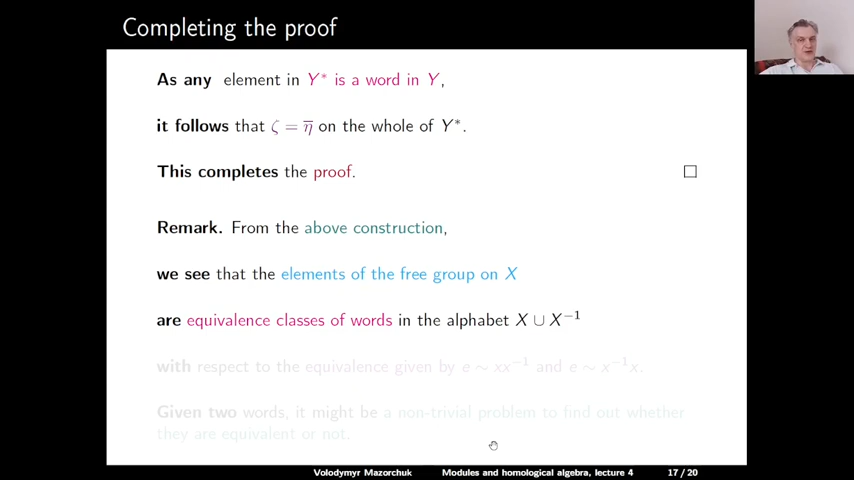 Completing the proof
As any element in Y* is a word in Y,
it follows that ζ = η̅ on the whole of Y*.
This completes the proof. □
Remark. From the above construction,
we see that the elements of the free group on X
are equivalence classes of words in the alphabet X ∪ X⁻¹
with respect to the equivalence given by e ∼ xx⁻¹ and e ∼ x⁻¹x.
Given two words, it might be a non-trivial problem to find out whether
they are equivalent or not.
Volodymyr Mazorchuk Modules and homological algebra, lecture 4 17 / 20